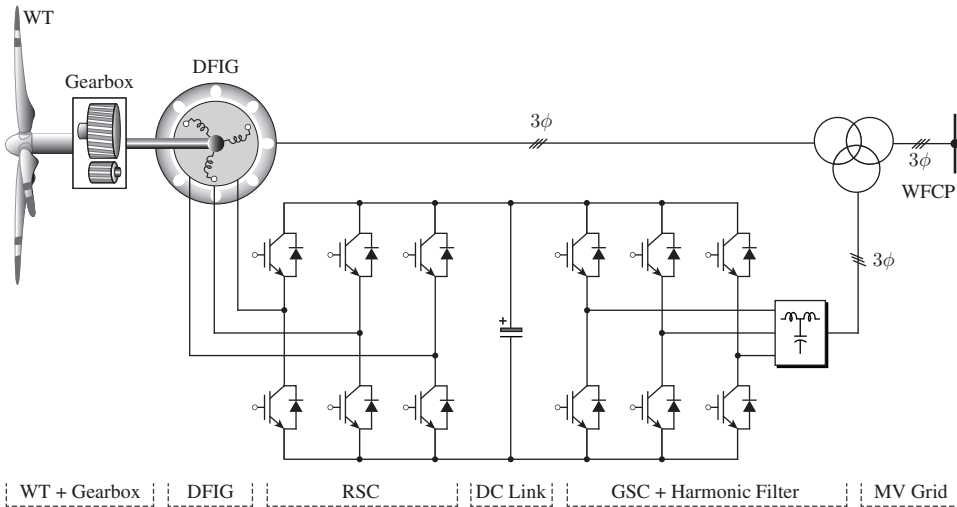 WT
Gearbox
DFIG
3ϕ
3ϕ
WFCP
3ϕ
+
WT + Gearbox
DFIG
RSC
DC Link
GSC + Harmonic Filter
MV Grid